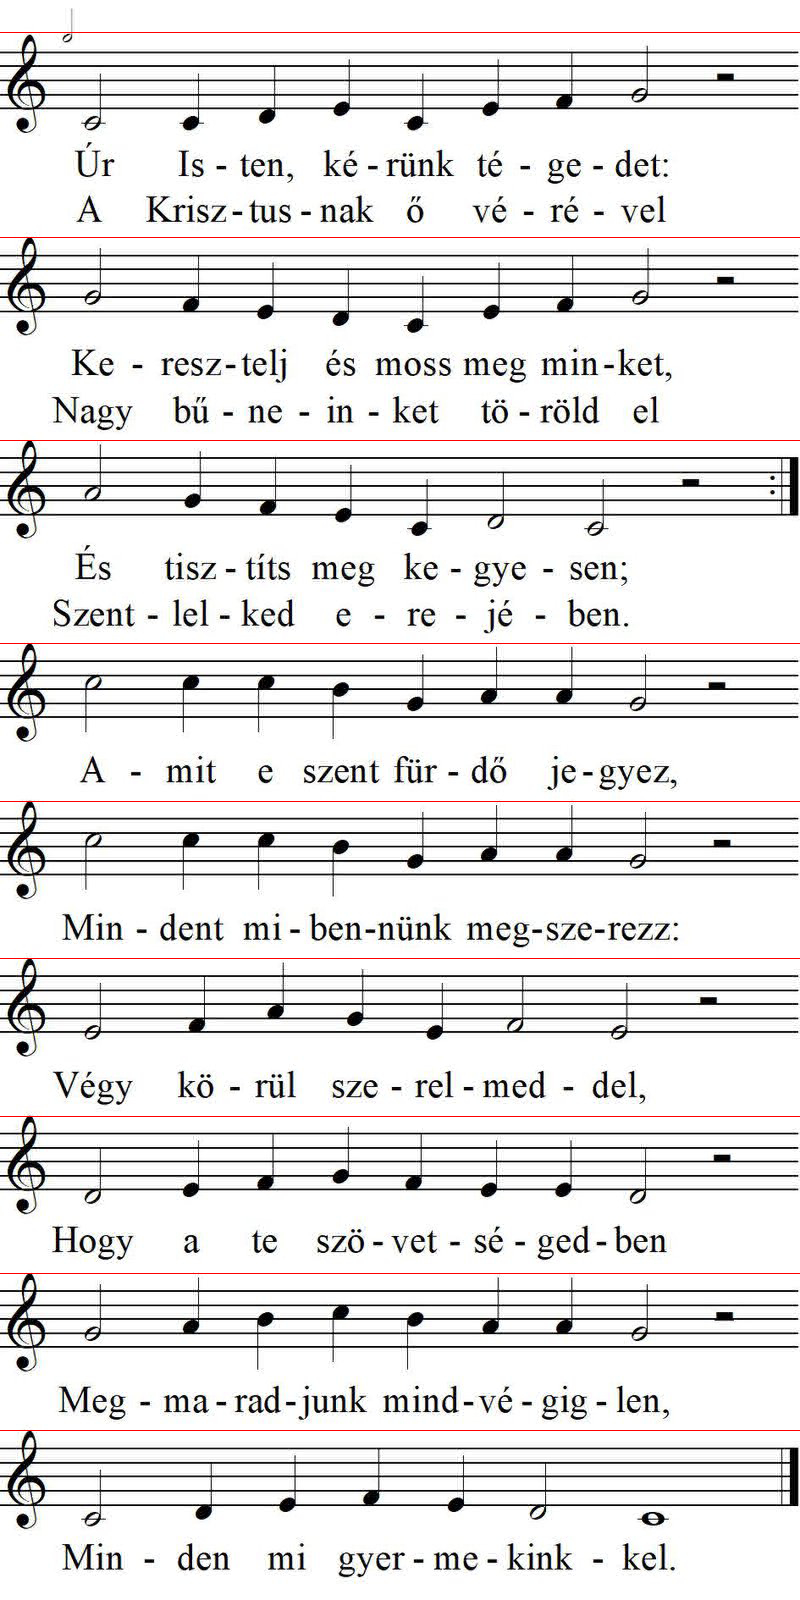 Úr Is - ten, ké - rünk té - ge - det:
A Krisz - tus - nak ő vé - ré - vel
Ke - resz - telj és moss meg min - ket,
Nagy bű - ne - in - ket tö - röld el
És tisz - títs meg ke - gye - sen;
Szent - lel - ked e - re - jé - ben.
A - mit e szent für - dő je - gyez,
Min - dent mi - ben - nünk meg - sze - rezz:
Végy kö - rül sze - rel - med - del,
Hogy a te szö - vet - sé - ged - ben
Meg - ma - rad - junk mind - vé - gig - len,
Min - den mi gyer - me - kink - kel.